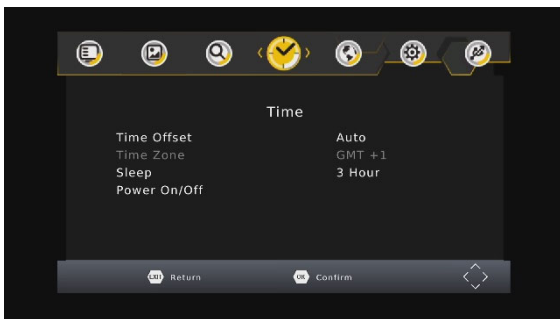 Time
Time Offset Auto
Time Zone GMT +1
Sleep 3 Hour
Power On/Off
EXIT Return OK Confirm